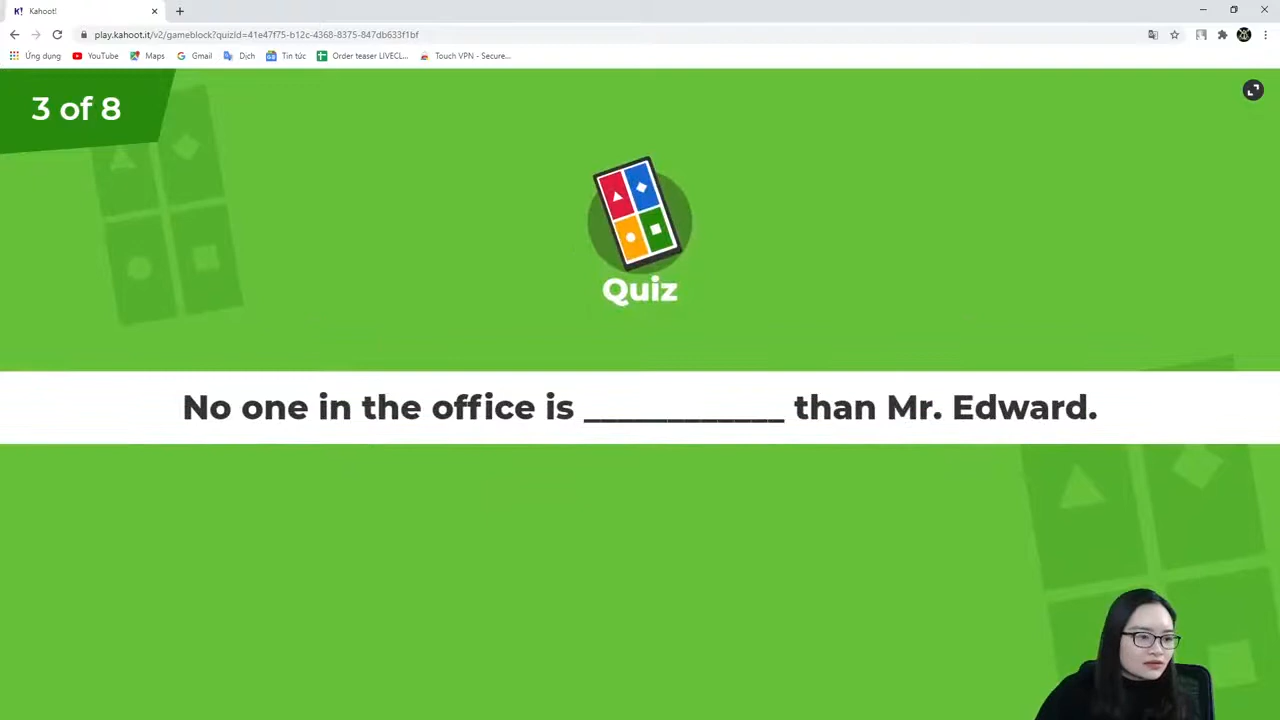 K! Kahoot!
play.kahoot.it/v2/gameblock?quizId=41e47f75-b12c-4368-8375-847db633f1bf
Ứng dụng YouTube Maps Gmail Dịch Tin tức Order teaser LIVECL... Touch VPN - Secure...
3 of 8
Quiz
No one in the office is ____________ than Mr. Edward.